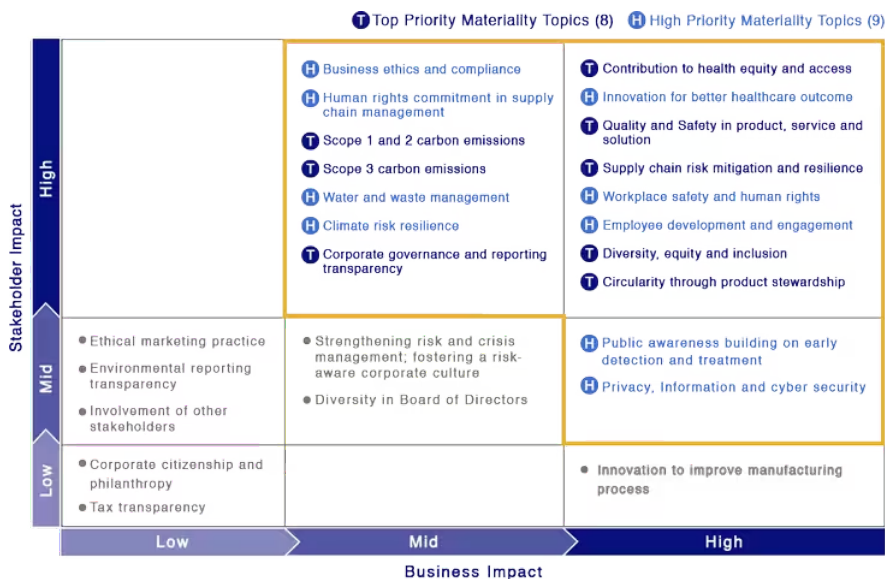 T Top Priority Materiality Topics (8) H High Priority Materiality Topics (9)
Stakeholder Impact
High
H Business ethics and compliance
H Human rights commitment in supply
chain management
T Scope 1 and 2 carbon emissions
T Scope 3 carbon emissions
H Water and waste management
H Climate risk resilience
T Corporate governance and reporting
transparency
T Contribution to health equity and access
H Innovation for better healthcare outcome
T Quality and Safety in product, service and
solution
T Supply chain risk mitigation and resilience
H Workplace safety and human rights
H Employee development and engagement
T Diversity, equity and inclusion
T Circularity through product stewardship
Mid
• Ethical marketing practice
• Environmental reporting
transparency
• Involvement of other
stakeholders
• Strengthening risk and crisis
management; fostering a risk-
aware corporate culture
• Diversity in Board of Directors
H Public awareness building on early
detection and treatment
H Privacy, Information and cyber security
Low
• Corporate citizenship and
philanthropy
• Tax transparency
• Innovation to improve manufacturing
process
Low
Mid
High
Business Impact